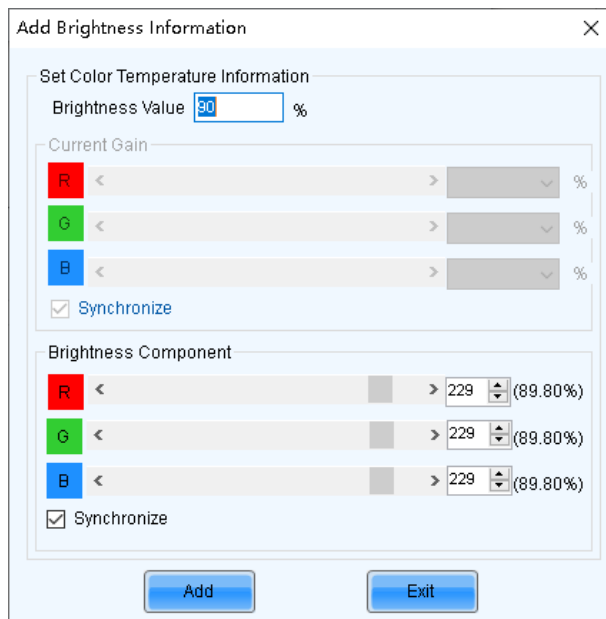 Add Brightness Information
Set Color Temperature Information
Brightness Value 90 %
Current Gain
R %
G %
B %
Synchronize
Brightness Component
R 229 (89.80%)
G 229 (89.80%)
B 229 (89.80%)
Synchronize
Add Exit